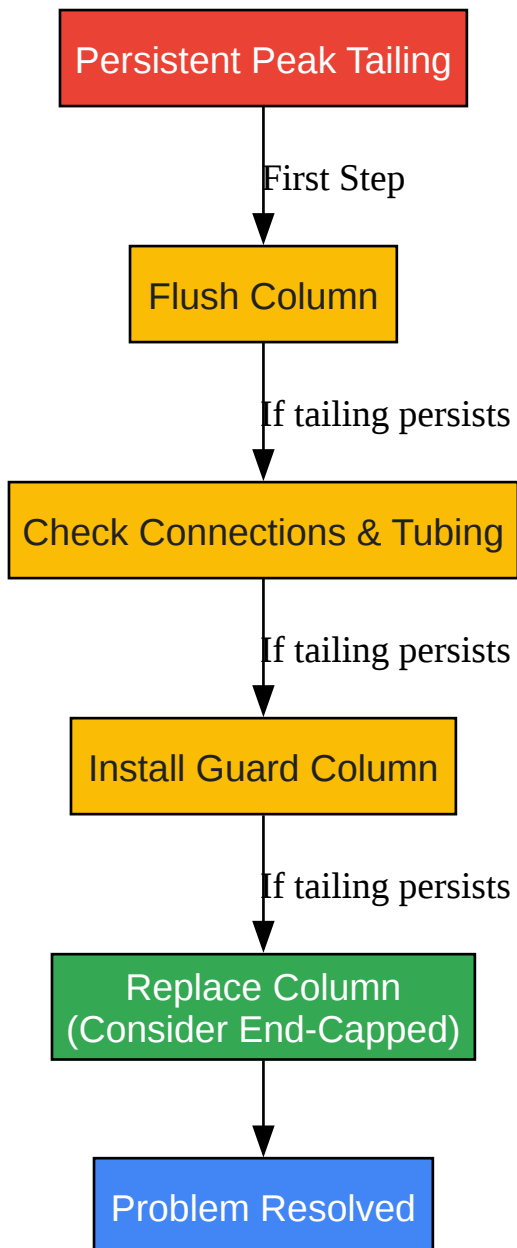 Persistent Peak Tailing
First Step
Flush Column
If tailing persists
Check Connections & Tubing
If tailing persists
Install Guard Column
If tailing persists
Replace Column
(Consider End-Capped)
Problem Resolved